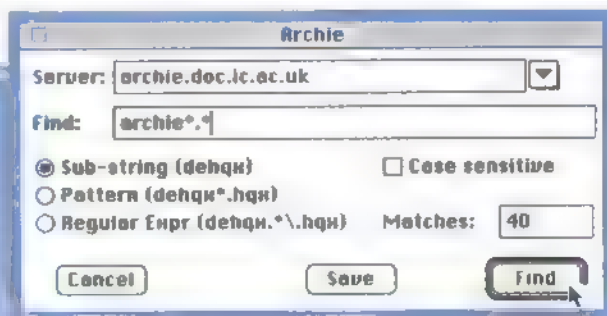 Archie
Server: archie.doc.ic.ac.uk
Find: archie*.*
Sub-string (dehqx)
Case sensitive
Pattern (dehqx*.hqx)
Regular Expr (dehqx.*\.hqx)
Matches: 40
Cancel
Save
Find